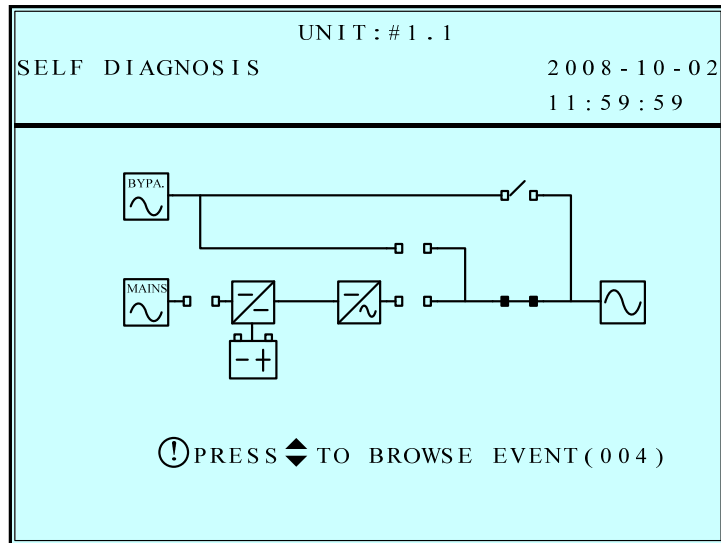 UNIT:#1.1
SELF DIAGNOSIS
2008-10-02
11:59:59
BYPA.
MAINS
PRESS TO BROWSE EVENT(004)